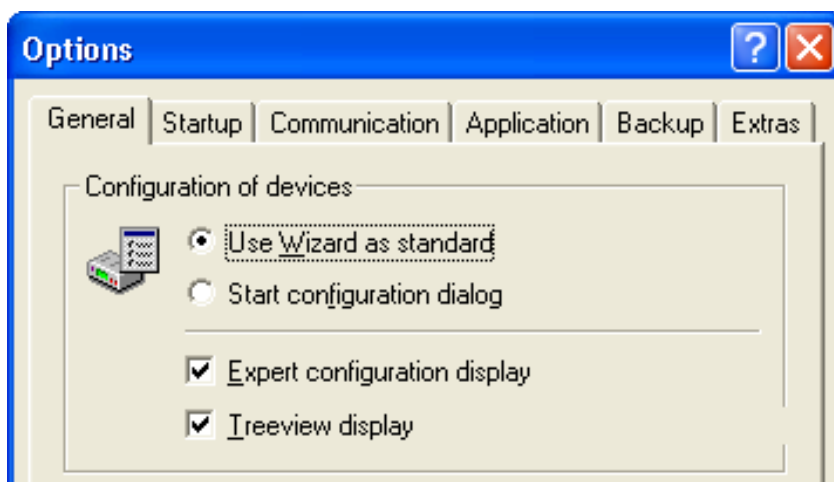 Options
General Startup Communication Application Backup Extras
Configuration of devices
Use Wizard as standard
Start configuration dialog
Expert configuration display
Treeview display